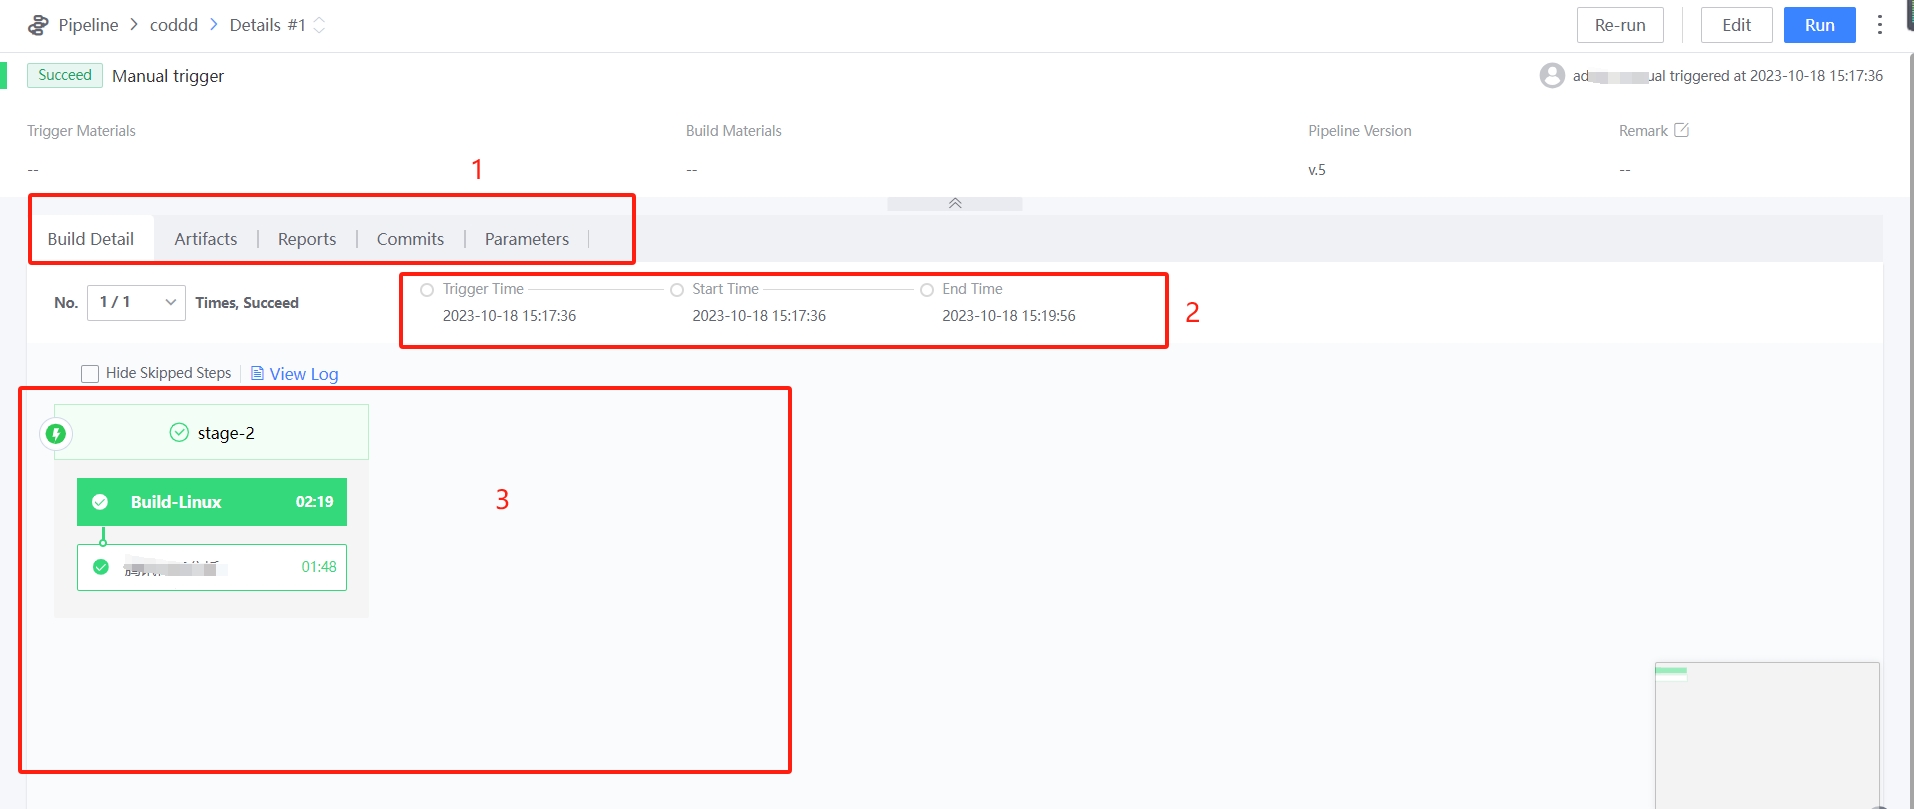 Pipeline > coddd > Details #1
Re-run
Edit
Run
Succeed
Manual trigger
triggered at 2023-10-18 15:17:36
Trigger Materials
Build Materials
Pipeline Version
Remark
--
--
v.5
--
1
Build Detail
Artifacts
Reports
Commits
Parameters
No.
1 / 1
Times, Succeed
Trigger Time
Start Time
End Time
2023-10-18 15:17:36
2023-10-18 15:17:36
2023-10-18 15:19:56
2
Hide Skipped Steps
View Log
stage-2
Build-Linux
02:19
3
01:48